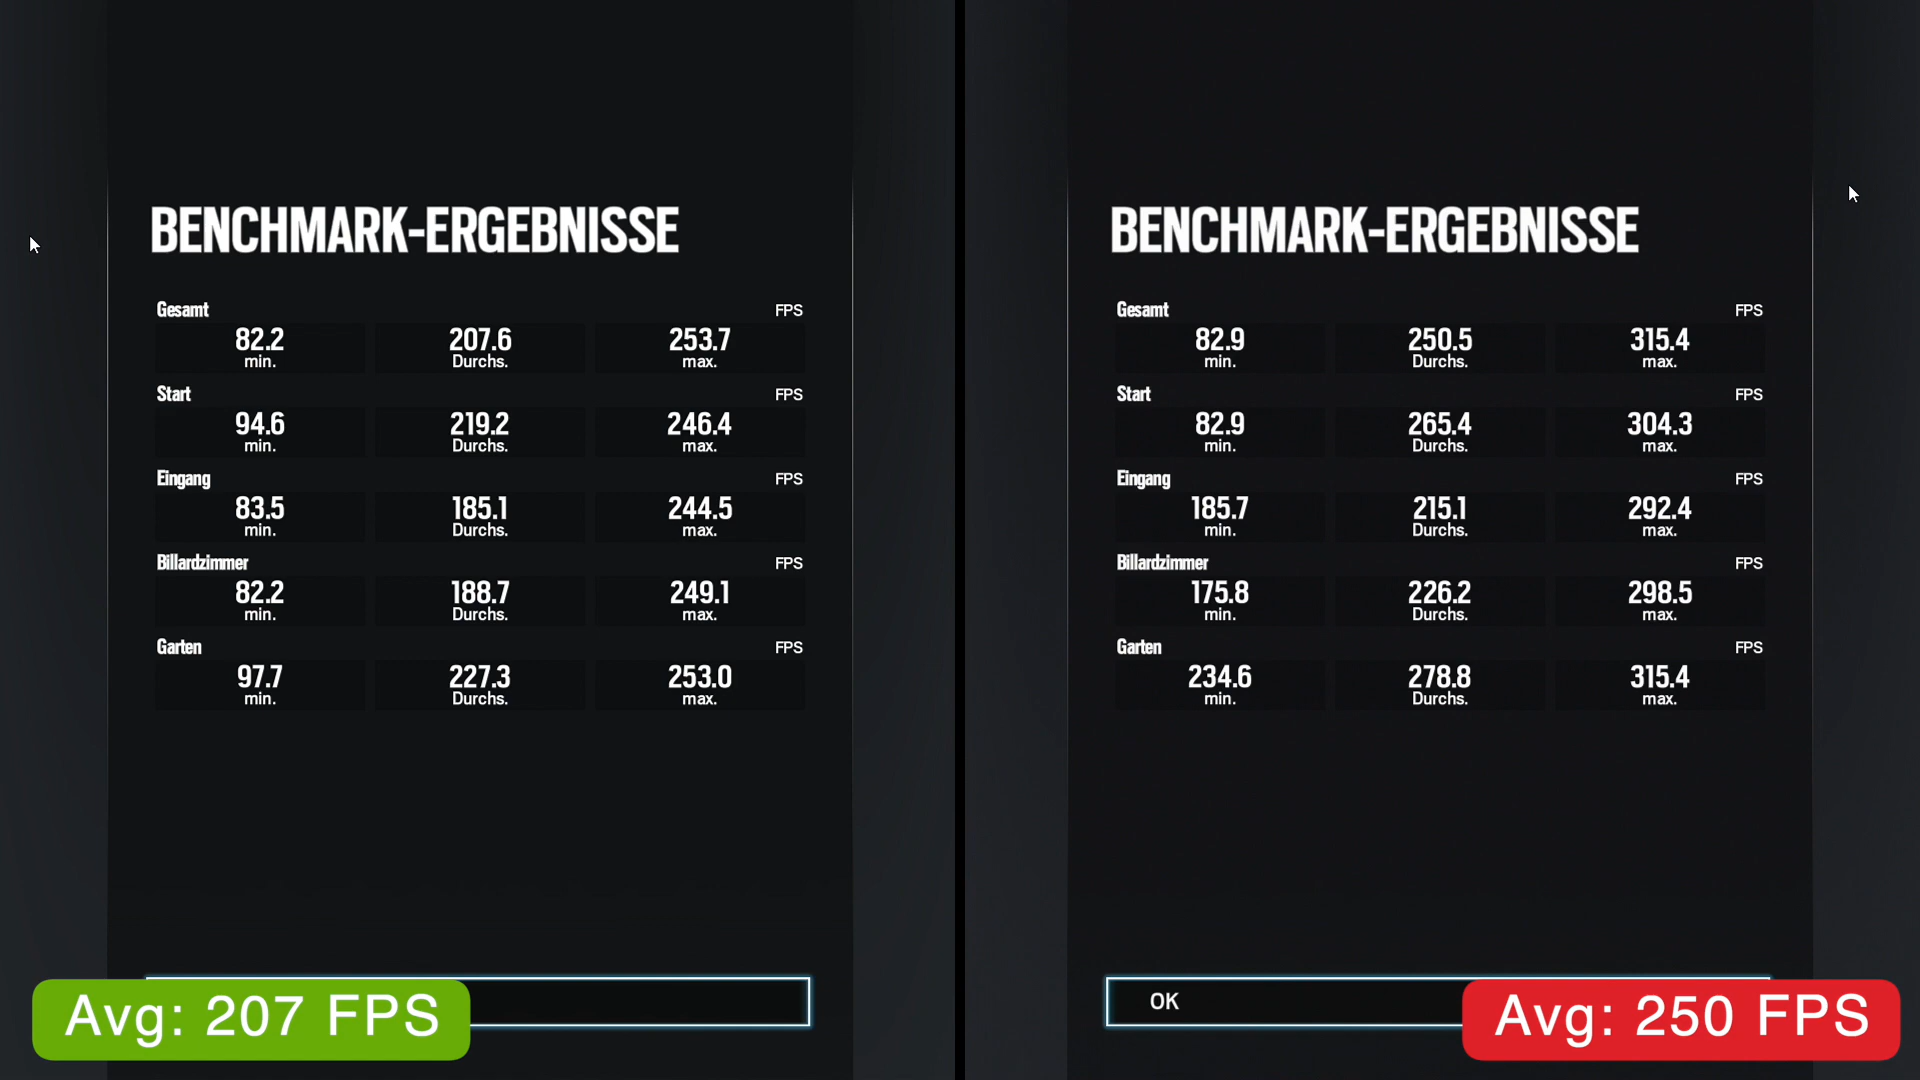 BENCHMARK-ERGEBNISSE
Gesamt FPS
82.2 207.6 253.7
min. Durchs. max.
Start FPS
94.6 219.2 246.4
min. Durchs. max.
Eingang FPS
83.5 185.1 244.5
min. Durchs. max.
Billardzimmer FPS
82.2 188.7 249.1
min. Durchs. max.
Garten FPS
97.7 227.3 253.0
min. Durchs. max.
Avg: 207 FPS
BENCHMARK-ERGEBNISSE
Gesamt FPS
82.9 250.5 315.4
min. Durchs. max.
Start FPS
82.9 265.4 304.3
min. Durchs. max.
Eingang FPS
185.7 215.1 292.4
min. Durchs. max.
Billardzimmer FPS
175.8 226.2 298.5
min. Durchs. max.
Garten FPS
234.6 278.8 315.4
min. Durchs. max.
OK
Avg: 250 FPS